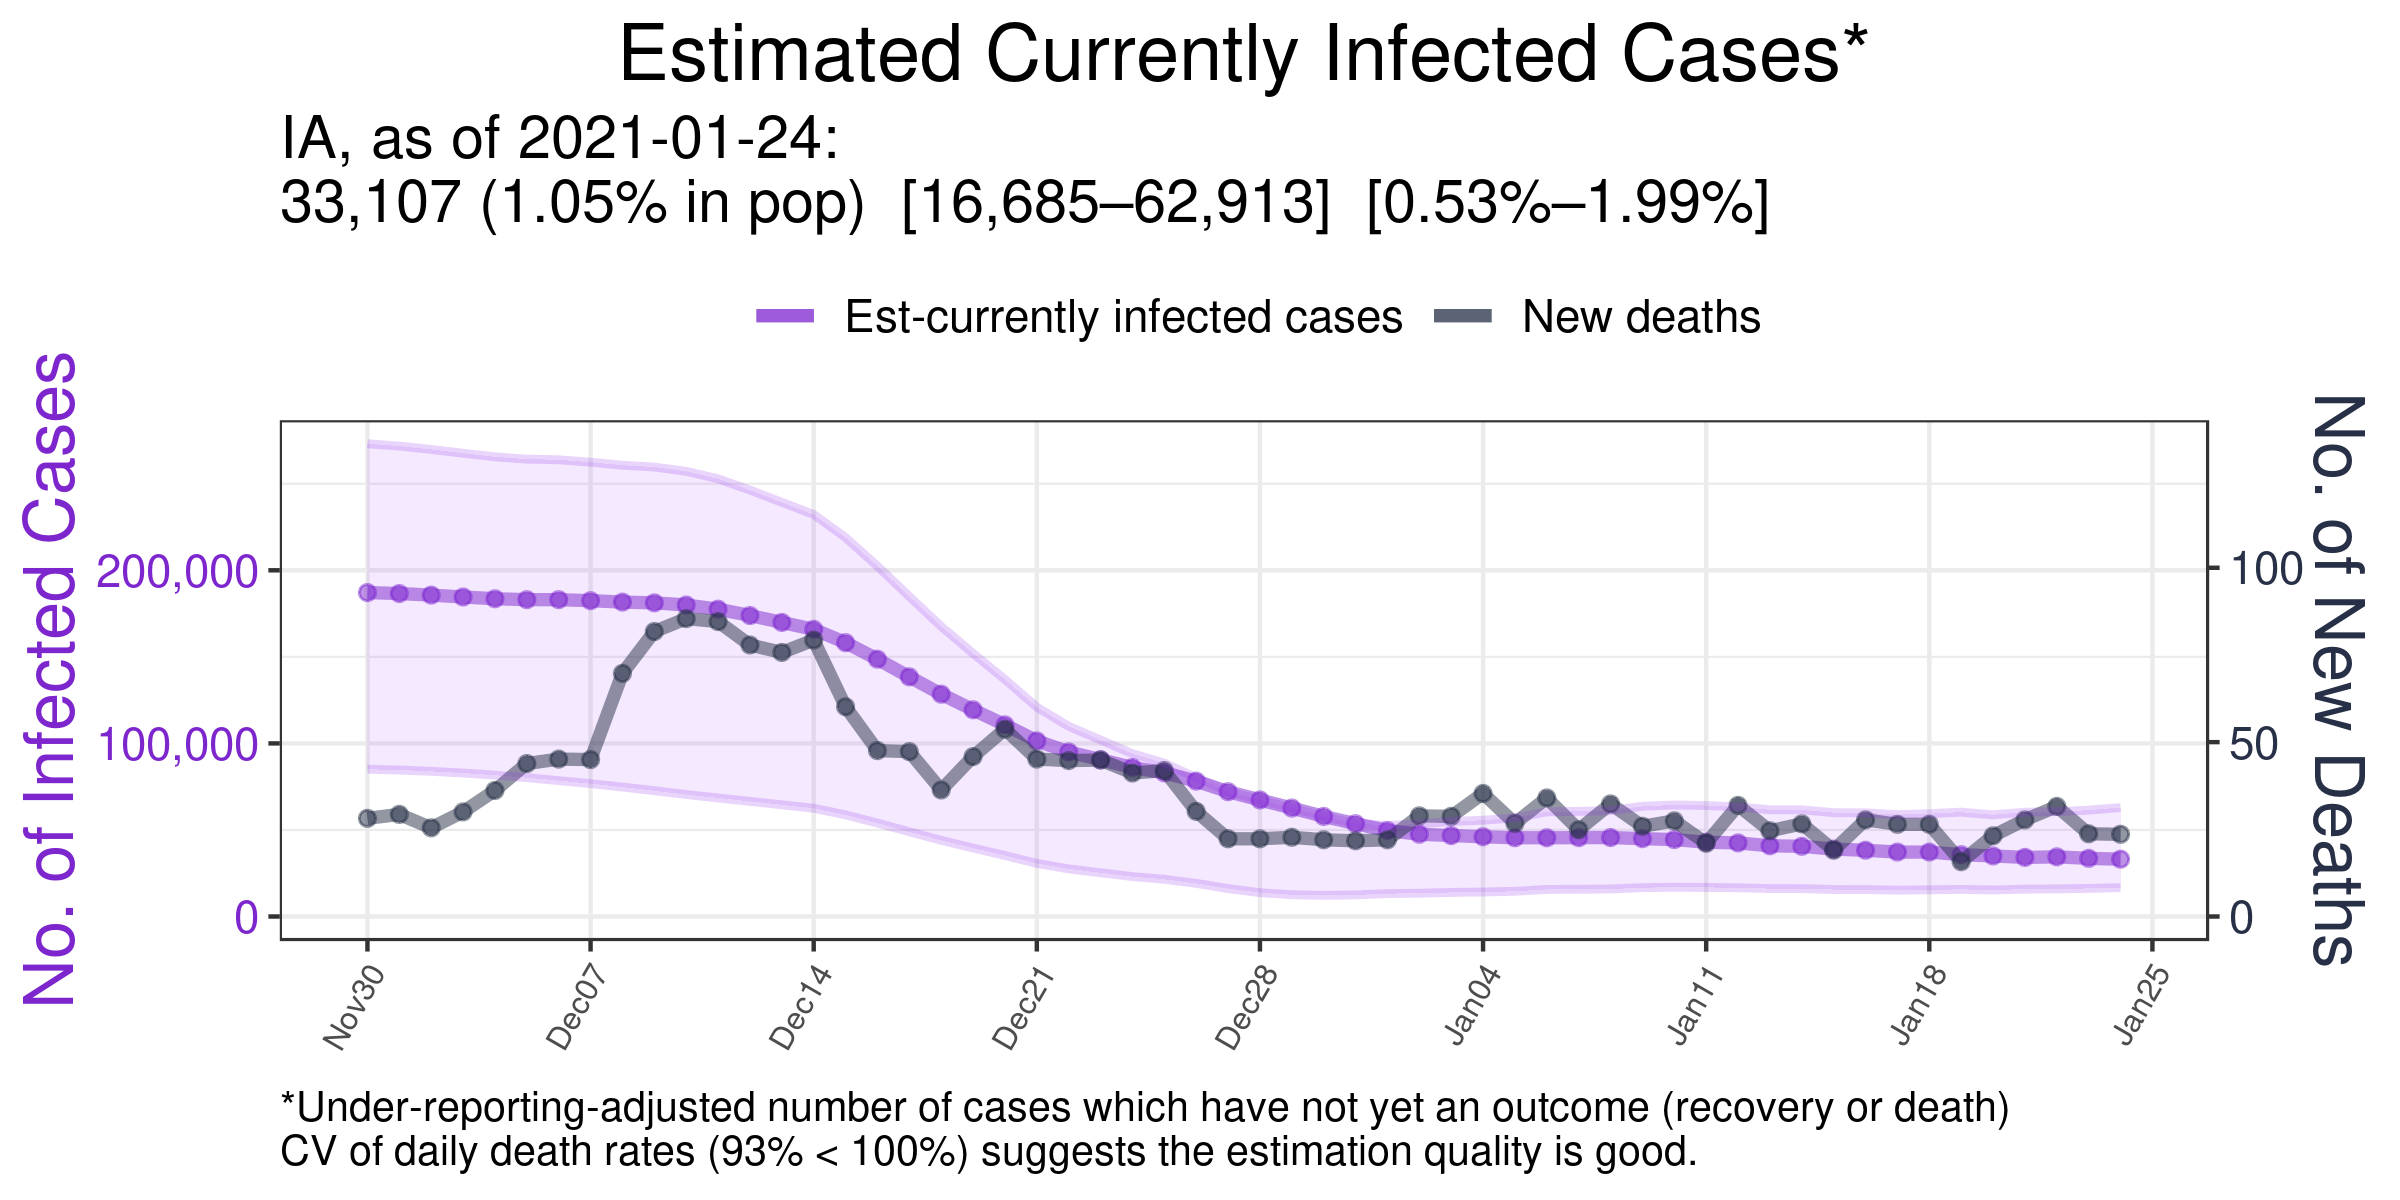 Estimated Currently Infected Cases*
IA, as of 2021-01-24:
33,107 (1.05% in pop)  [16,685–62,913]  [0.53%–1.99%]
Est-currently infected cases
New deaths
No. of Infected Cases
200,000
100,000
0
100
50
0
No. of New Deaths
Nov30
Dec07
Dec14
Dec21
Dec28
Jan04
Jan11
Jan18
Jan25
*Under-reporting-adjusted number of cases which have not yet an outcome (recovery or death)
CV of daily death rates (93% < 100%) suggests the estimation quality is good.